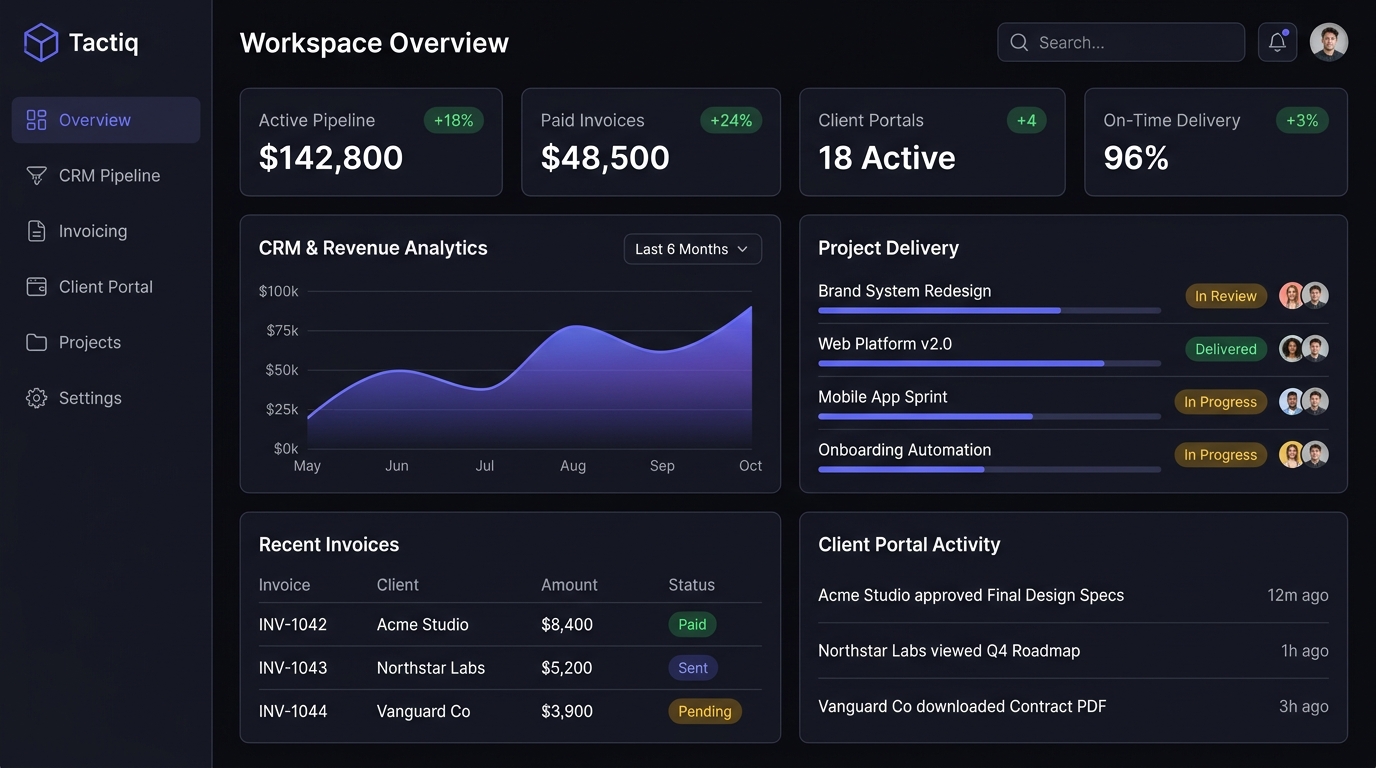 Tactiq
Overview
CRM Pipeline
Invoicing
Client Portal
Projects
Settings
Workspace Overview
Search...
Active Pipeline +18%
$142,800
Paid Invoices +24%
$48,500
Client Portals +4
18 Active
On-Time Delivery +3%
96%
CRM & Revenue Analytics
Last 6 Months
$100k
$75k
$50k
$25k
$0k
May Jun Jul Aug Sep Oct
Project Delivery
Brand System Redesign In Review
Web Platform v2.0 Delivered
Mobile App Sprint In Progress
Onboarding Automation In Progress
Recent Invoices
Invoice Client Amount Status
INV-1042 Acme Studio $8,400 Paid
INV-1043 Northstar Labs $5,200 Sent
INV-1044 Vanguard Co $3,900 Pending
Client Portal Activity
Acme Studio approved Final Design Specs 12m ago
Northstar Labs viewed Q4 Roadmap 1h ago
Vanguard Co downloaded Contract PDF 3h ago